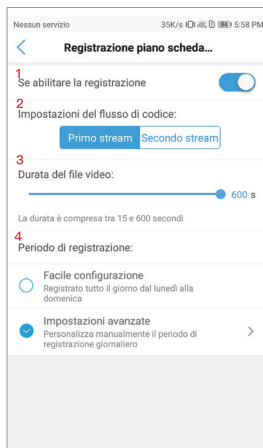 Nessun servizio 35K/s 5:58 PM
Registrazione piano scheda...
1
Se abilitare la registrazione
2
Impostazioni del flusso di codice:
Primo stream Secondo stream
3
Durata del file video:
600 s
La durata è compresa tra 15 e 600 secondi
4
Periodo di registrazione:
Facile configurazione
Registrato tutto il giorno dal lunedì alla
domenica
Impostazioni avanzate
Personalizza manualmente il periodo di
registrazione giornaliero